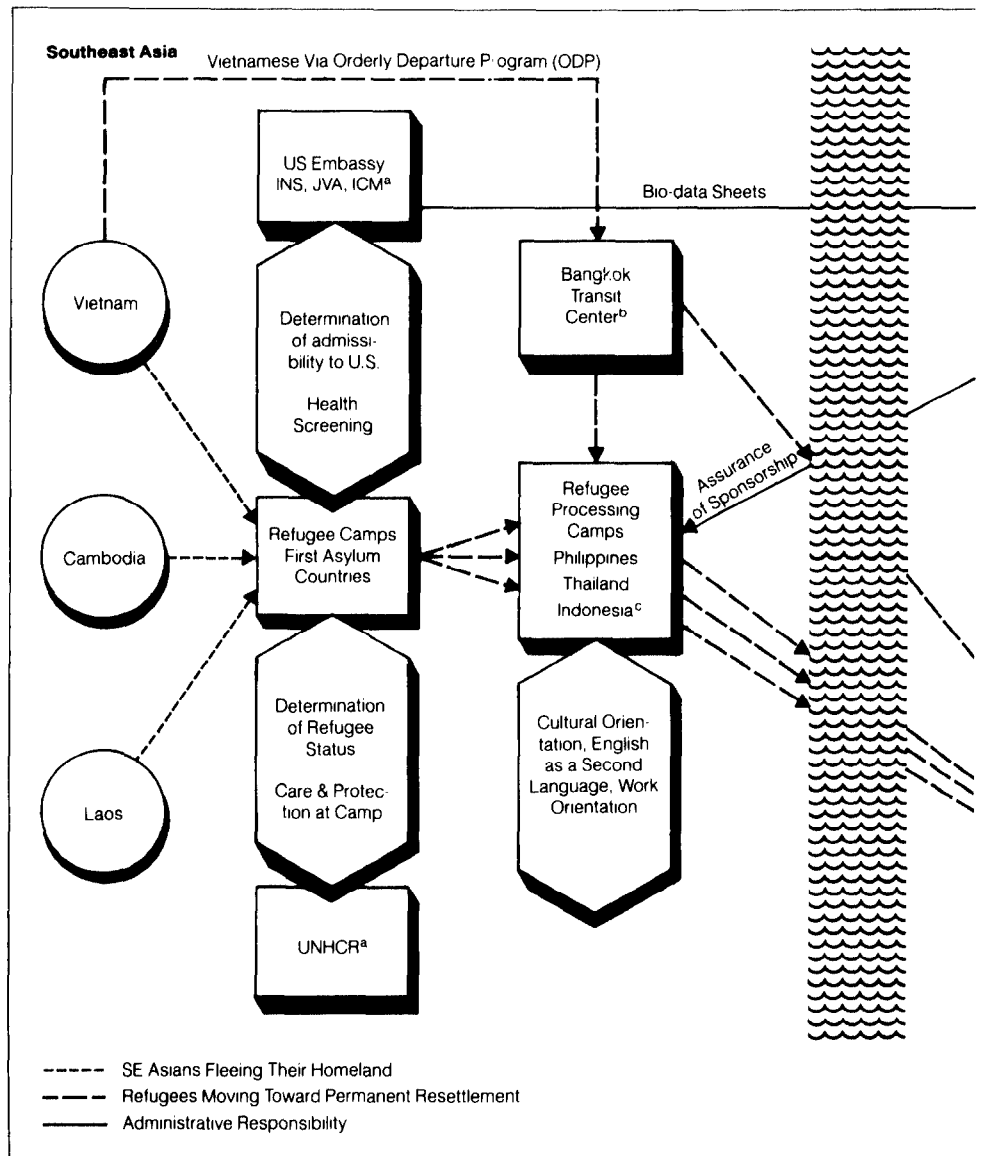 Southeast Asia
Vietnamese Via Orderly Departure Program (ODP)
US Embassy
INS, JVA, ICMa
Bio-data Sheets
Vietnam
Determination
of admissi-
bility to U.S.
Health
Screening
Bangkok
Transit
Centerb
Assurance
of Sponsorship
Cambodia
Refugee Camps
First Asylum
Countries
Refugee
Processing
Camps
Philippines
Thailand
Indonesiac
Laos
Determination
of Refugee
Status
Care & Protec-
tion at Camp
Cultural Orien-
tation, English
as a Second
Language, Work
Orientation
UNHCRa
SE Asians Fleeing Their Homeland
Refugees Moving Toward Permanent Resettlement
Administrative Responsibility